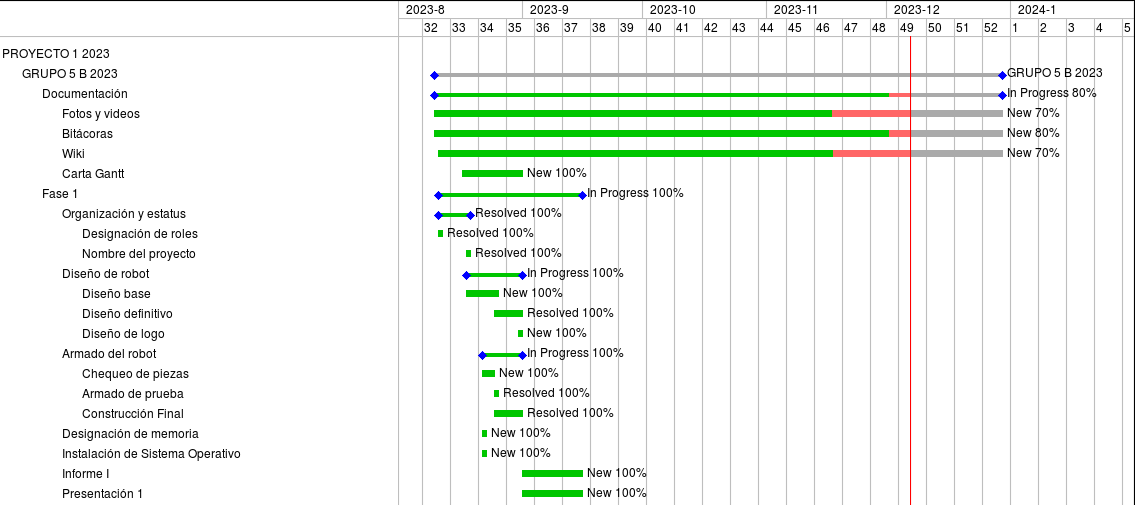 2023-8 2023-9 2023-10 2023-11 2023-12 2024-1
32 33 34 35 36 37 38 39 40 41 42 43 44 45 46 47 48 49 50 51 52 1 2 3 4 5
PROYECTO 1 2023
GRUPO 5 B 2023 GRUPO 5 B 2023
Documentación In Progress 80%
Fotos y videos New 70%
Bitácoras New 80%
Wiki New 70%
Carta Gantt New 100%
Fase 1 In Progress 100%
Organización y estatus Resolved 100%
Designación de roles Resolved 100%
Nombre del proyecto Resolved 100%
Diseño de robot In Progress 100%
Diseño base New 100%
Diseño definitivo Resolved 100%
Diseño de logo New 100%
Armado del robot In Progress 100%
Chequeo de piezas New 100%
Armado de prueba Resolved 100%
Construcción Final Resolved 100%
Designación de memoria New 100%
Instalación de Sistema Operativo New 100%
Informe I New 100%
Presentación 1 New 100%